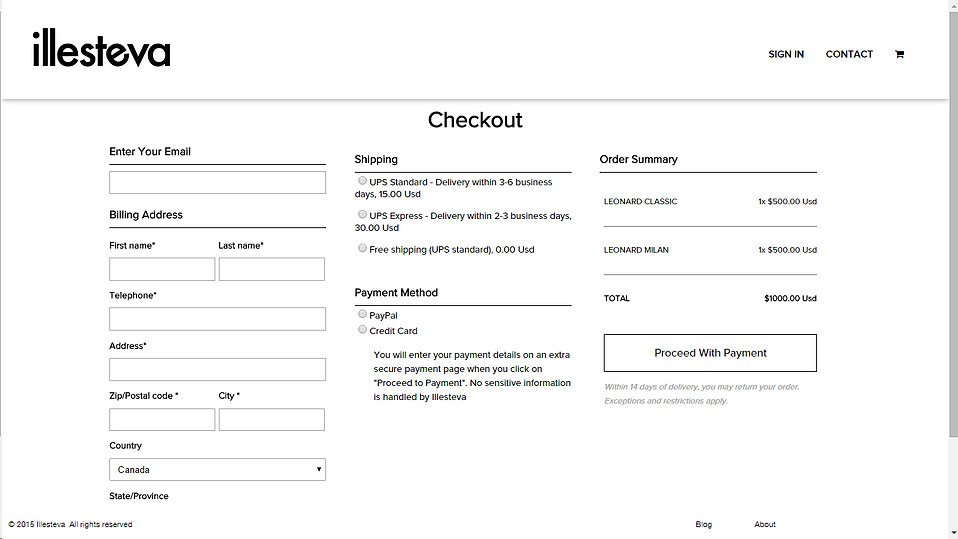 illesteva
SIGN IN
CONTACT
Checkout
Enter Your Email
Billing Address
First name*
Last name*
Telephone*
Address*
Zip/Postal code *
City *
Country
Canada
State/Province
Shipping
UPS Standard - Delivery within 3-6 business
days, 15.00 Usd
UPS Express - Delivery within 2-3 business days,
30.00 Usd
Free shipping (UPS standard), 0.00 Usd
Payment Method
PayPal
Credit Card
You will enter your payment details on an extra
secure payment page when you click on
"Proceed to Payment". No sensitive information
is handled by Illesteva
Order Summary
LEONARD CLASSIC 1x $500.00 Usd
LEONARD MILAN 1x $500.00 Usd
TOTAL $1000.00 Usd
Proceed With Payment
Within 14 days of delivery, you may return your order.
Exceptions and restrictions apply.
© 2015 Illesteva All rights reserved
Blog
About